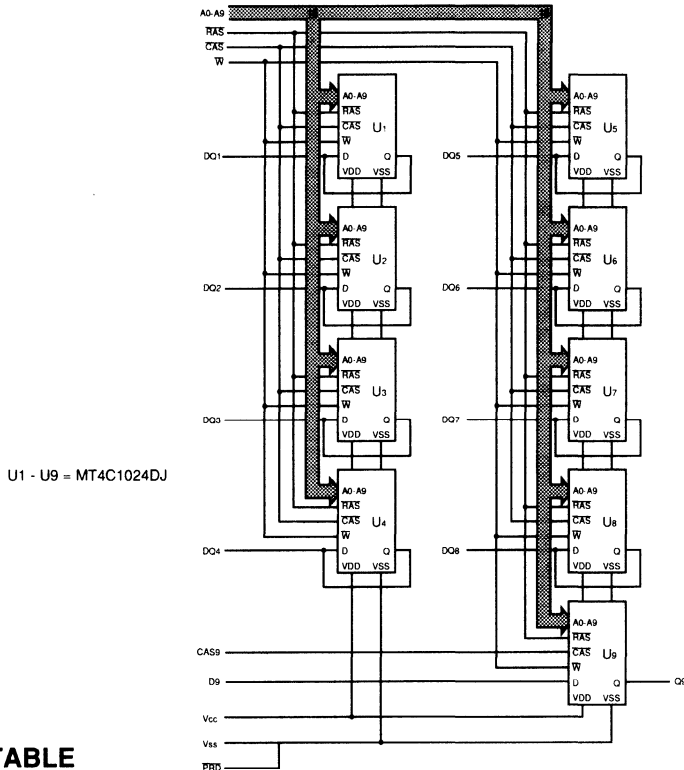 A0-A9
RAS
CAS
W
A0-A9
RAS
CAS
U1
W
DQ1
D
Q
VDD
VSS
A0-A9
RAS
CAS
U5
W
DQ5
D
Q
VDD
VSS
A0-A9
RAS
CAS
U2
W
DQ2
D
Q
VDD
VSS
A0-A9
RAS
CAS
U6
W
DQ6
D
Q
VDD
VSS
A0-A9
RAS
CAS
U3
W
DQ3
D
Q
VDD
VSS
A0-A9
RAS
CAS
U7
W
DQ7
D
Q
VDD
VSS
U1 - U9 = MT4C1024DJ
A0-A9
RAS
CAS
U4
W
DQ4
D
Q
VDD
VSS
A0-A9
RAS
CAS
U8
W
DQ8
D
Q
VDD
VSS
A0-A9
RAS
CAS
U9
W
D
Q
VDD
VSS
CAS9
D9
Q9
Vcc
Vss
PRD
TABLE